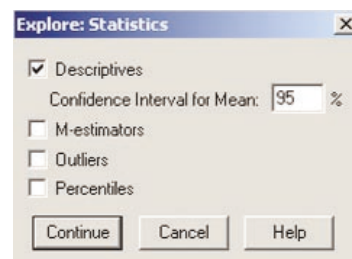 Explore: Statistics
Descriptives
Confidence Interval for Mean: 95 %
M-estimators
Outliers
Percentiles
Continue Cancel Help